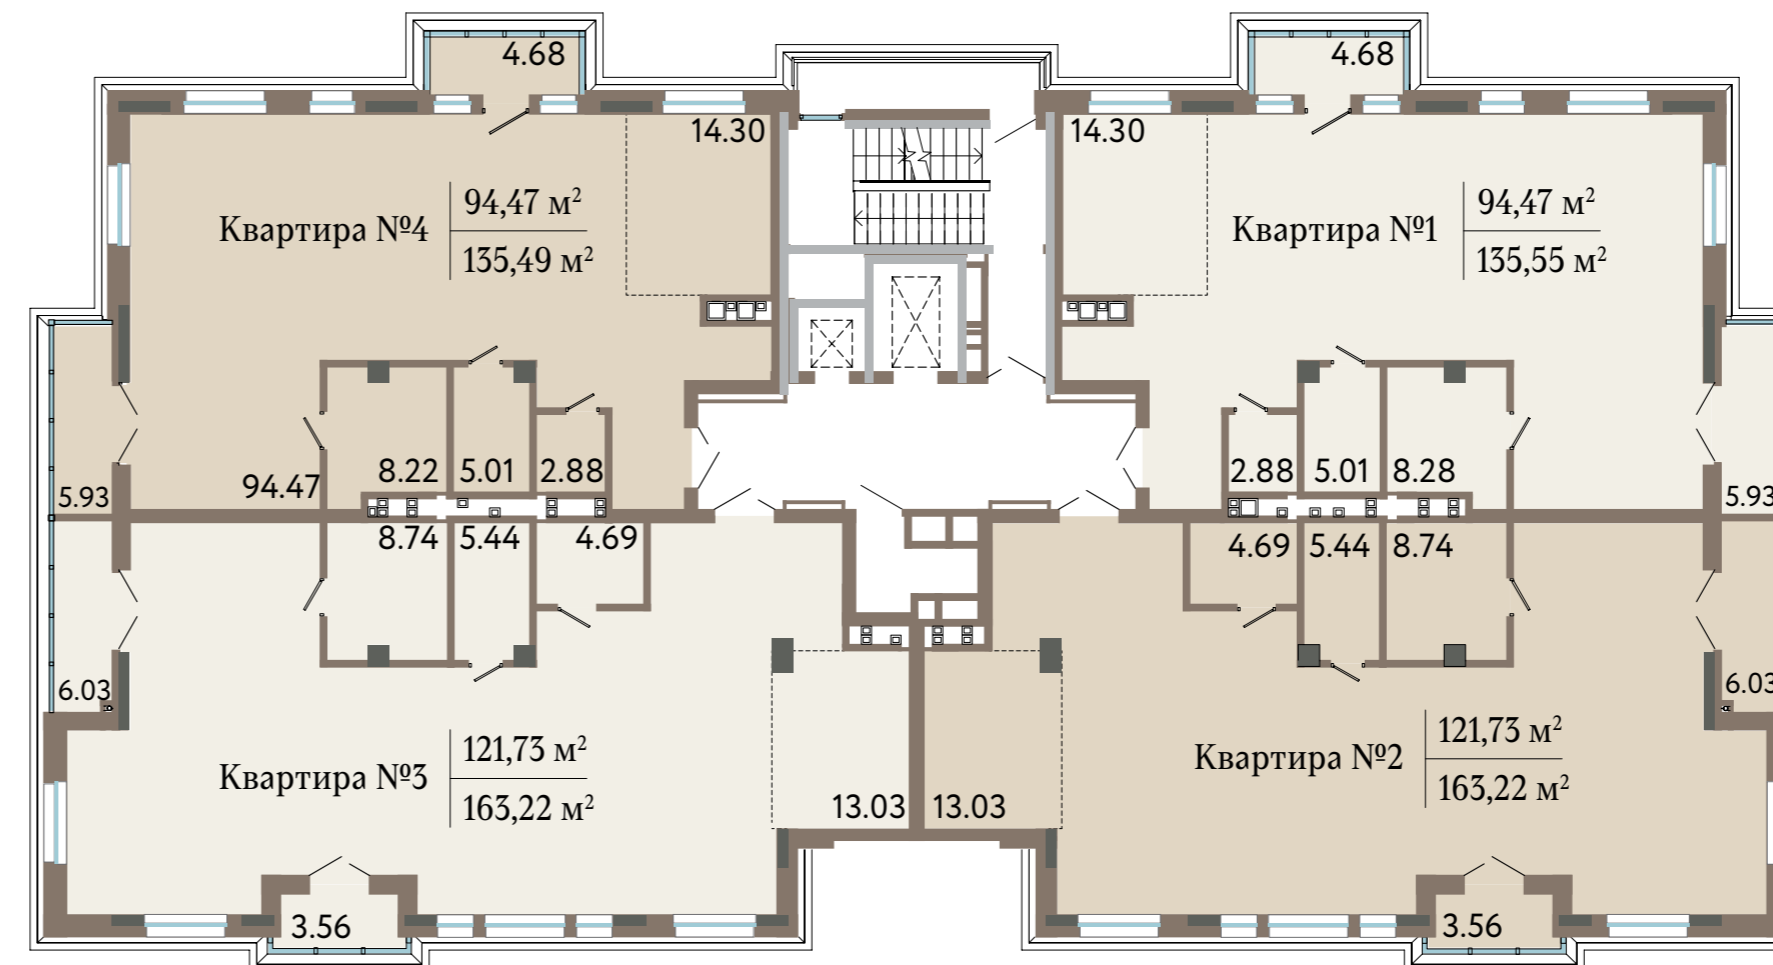 4.68
4.68
14.30
14.30
Квартира №4
94,47 м²
135,49 м²
Квартира №1
94,47 м²
135,55 м²
5.93
94.47
8.22
5.01
2.88
2.88
5.01
8.28
5.93
8.74
5.44
4.69
4.69
5.44
8.74
6.03
6.03
Квартира №3
121,73 м²
163,22 м²
Квартира №2
121,73 м²
163,22 м²
13.03
13.03
3.56
3.56